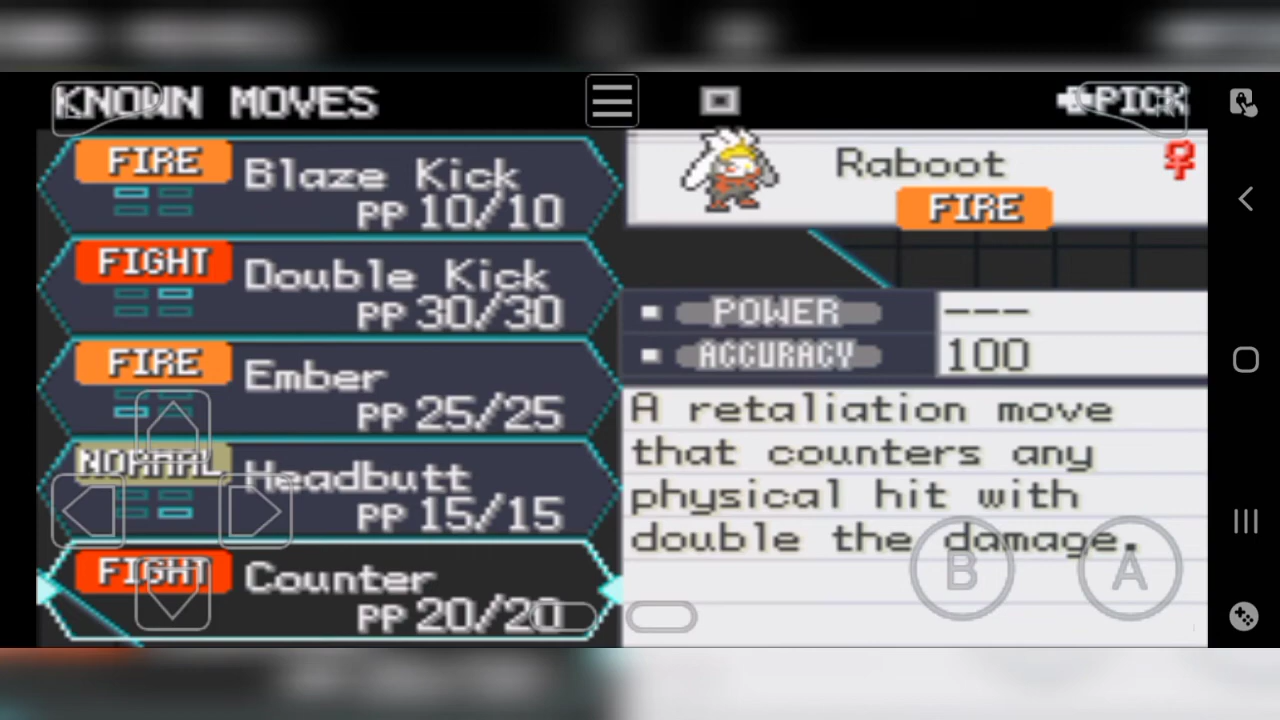 KNOWN MOVES
PICK
FIRE Blaze Kick
PP 10/10
FIGHT Double Kick
PP 30/30
FIRE Ember
PP 25/25
NORMAL Headbutt
PP 15/15
FIGHT Counter
PP 20/20
Raboot
FIRE
POWER ---
ACCURACY 100
A retaliation move
that counters any
physical hit with
double the damage.
B A